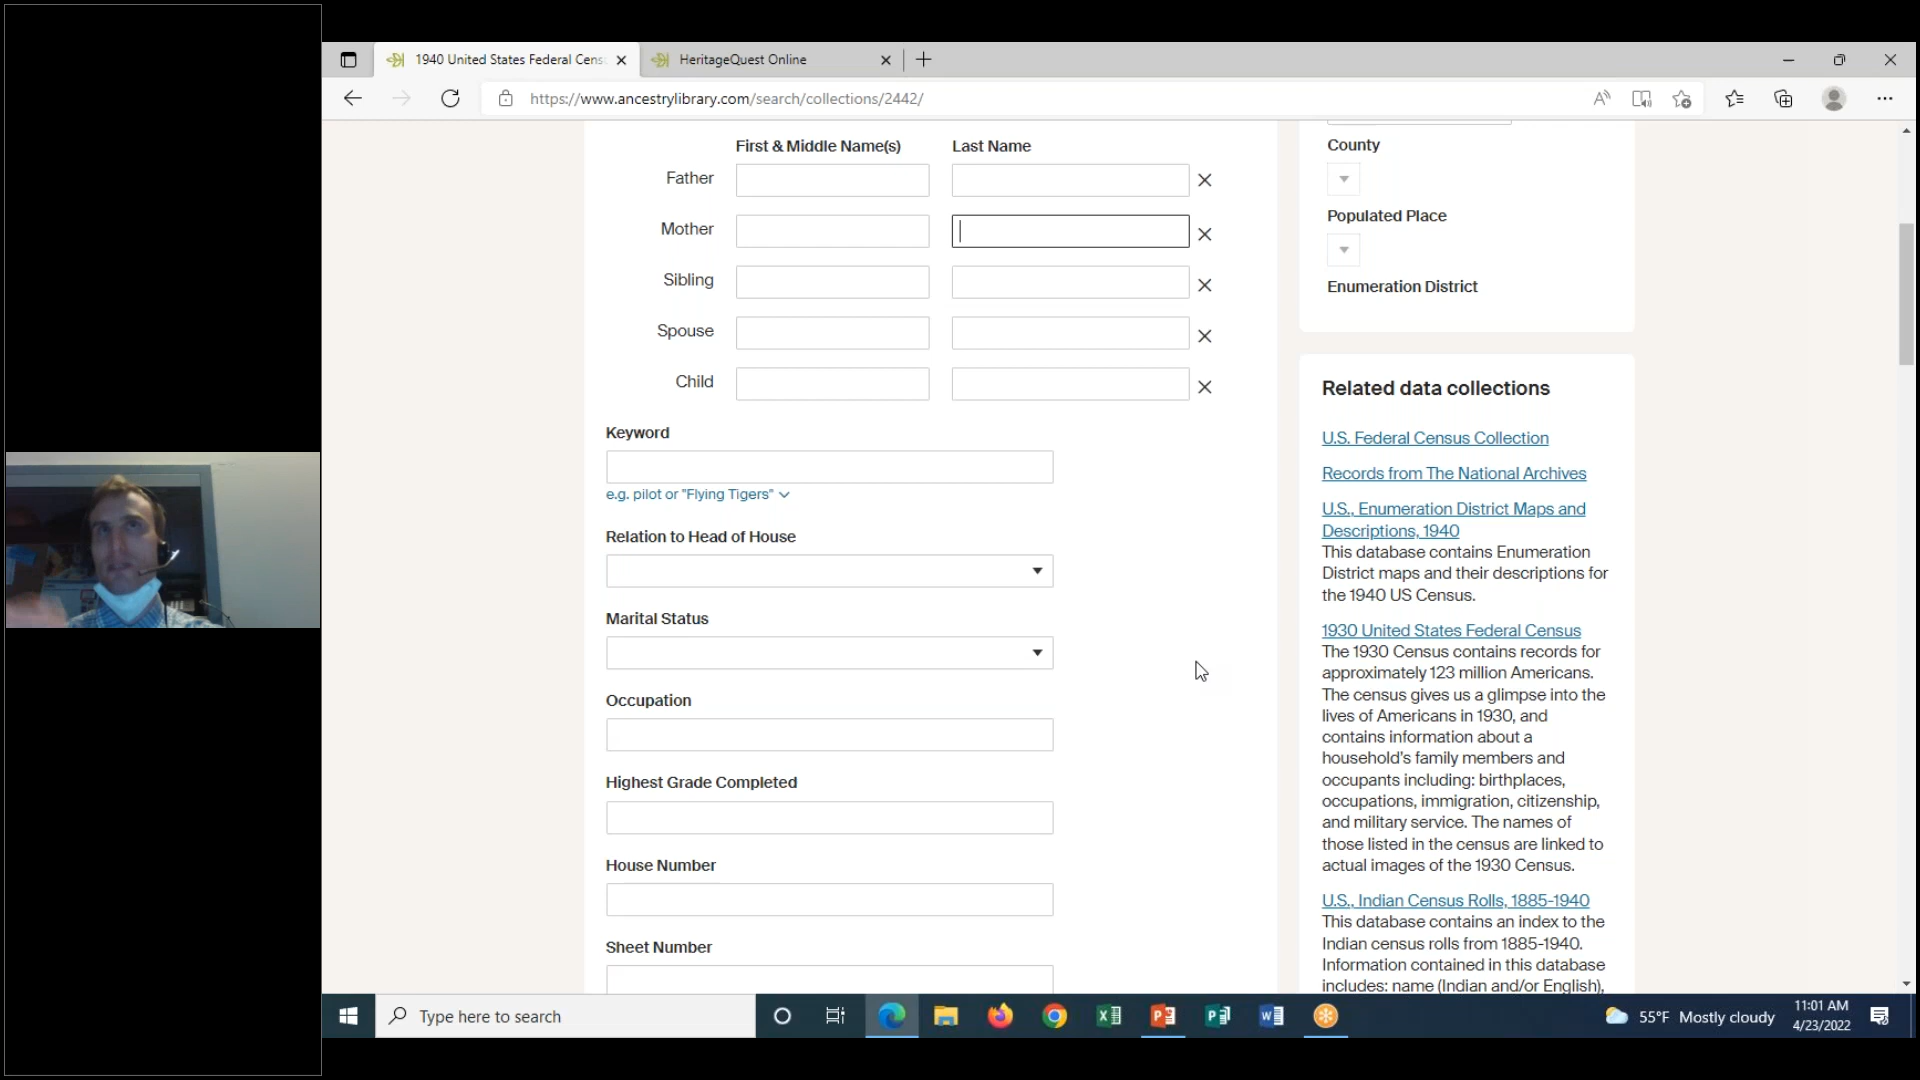 1940 United States Federal Cens
HeritageQuest Online
https://www.ancestrylibrary.com/search/collections/2442/
First & Middle Name(s) Last Name
Father
Mother
Sibling
Spouse
Child
Keyword
e.g. pilot or "Flying Tigers"
Relation to Head of House
Marital Status
Occupation
Highest Grade Completed
House Number
Sheet Number
County
Populated Place
Enumeration District
Related data collections
U.S. Federal Census Collection
Records from The National Archives
U.S., Enumeration District Maps and
Descriptions, 1940
This database contains Enumeration
District maps and their descriptions for
the 1940 US Census.
1930 United States Federal Census
The 1930 Census contains records for
approximately 123 million Americans.
The census gives us a glimpse into the
lives of Americans in 1930, and
contains information about a
household's family members and
occupants including: birthplaces,
occupations, immigration, citizenship,
and military service. The names of
those listed in the census are linked to
actual images of the 1930 Census.
U.S., Indian Census Rolls, 1885-1940
This database contains an index to the
Indian census rolls from 1885-1940.
Information contained in this database
includes: name (Indian and/or English),
Type here to search
55°F Mostly cloudy
11:01 AM
4/23/2022